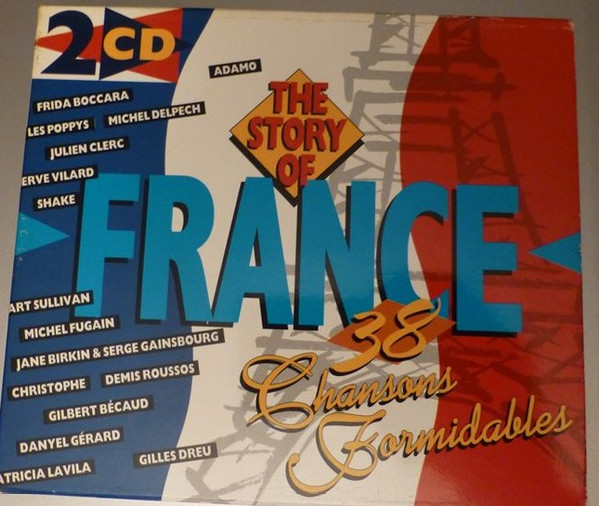 2 CD
ADAMO
FRIDA BOCCARA
LES POPPYS
MICHEL DELPECH
JULIEN CLERC
ERVE VILARD
SHAKE
THE
STORY
OF
FRANCE
38
Chansons
Formidables
ART SULLIVAN
MICHEL FUGAIN
JANE BIRKIN & SERGE GAINSBOURG
CHRISTOPHE
DEMIS ROUSSOS
GILBERT BÉCAUD
DANYEL GÉRARD
GILLES DREU
ATRICIA LAVILA